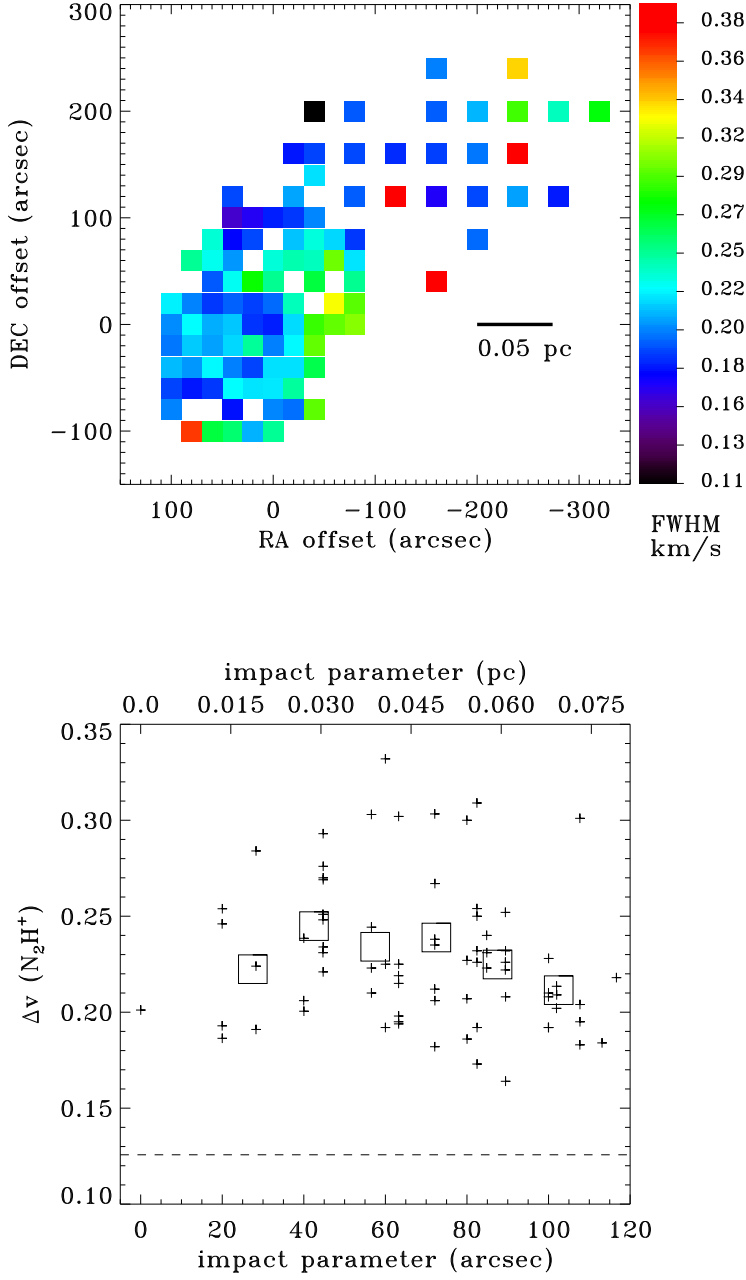 300
200
100
0
−100
DEC offset (arcsec)
100 0 −100 −200 −300
RA offset (arcsec)
0.05 pc
0.38
0.36
0.34
0.32
0.29
0.27
0.25
0.22
0.20
0.18
0.16
0.13
0.11
FWHM
km/s
impact parameter (pc)
0.0 0.015 0.030 0.045 0.060 0.075
0.35
0.30
0.25
0.20
0.15
0.10
Δv (N₂H⁺)
0 20 40 60 80 100 120
impact parameter (arcsec)